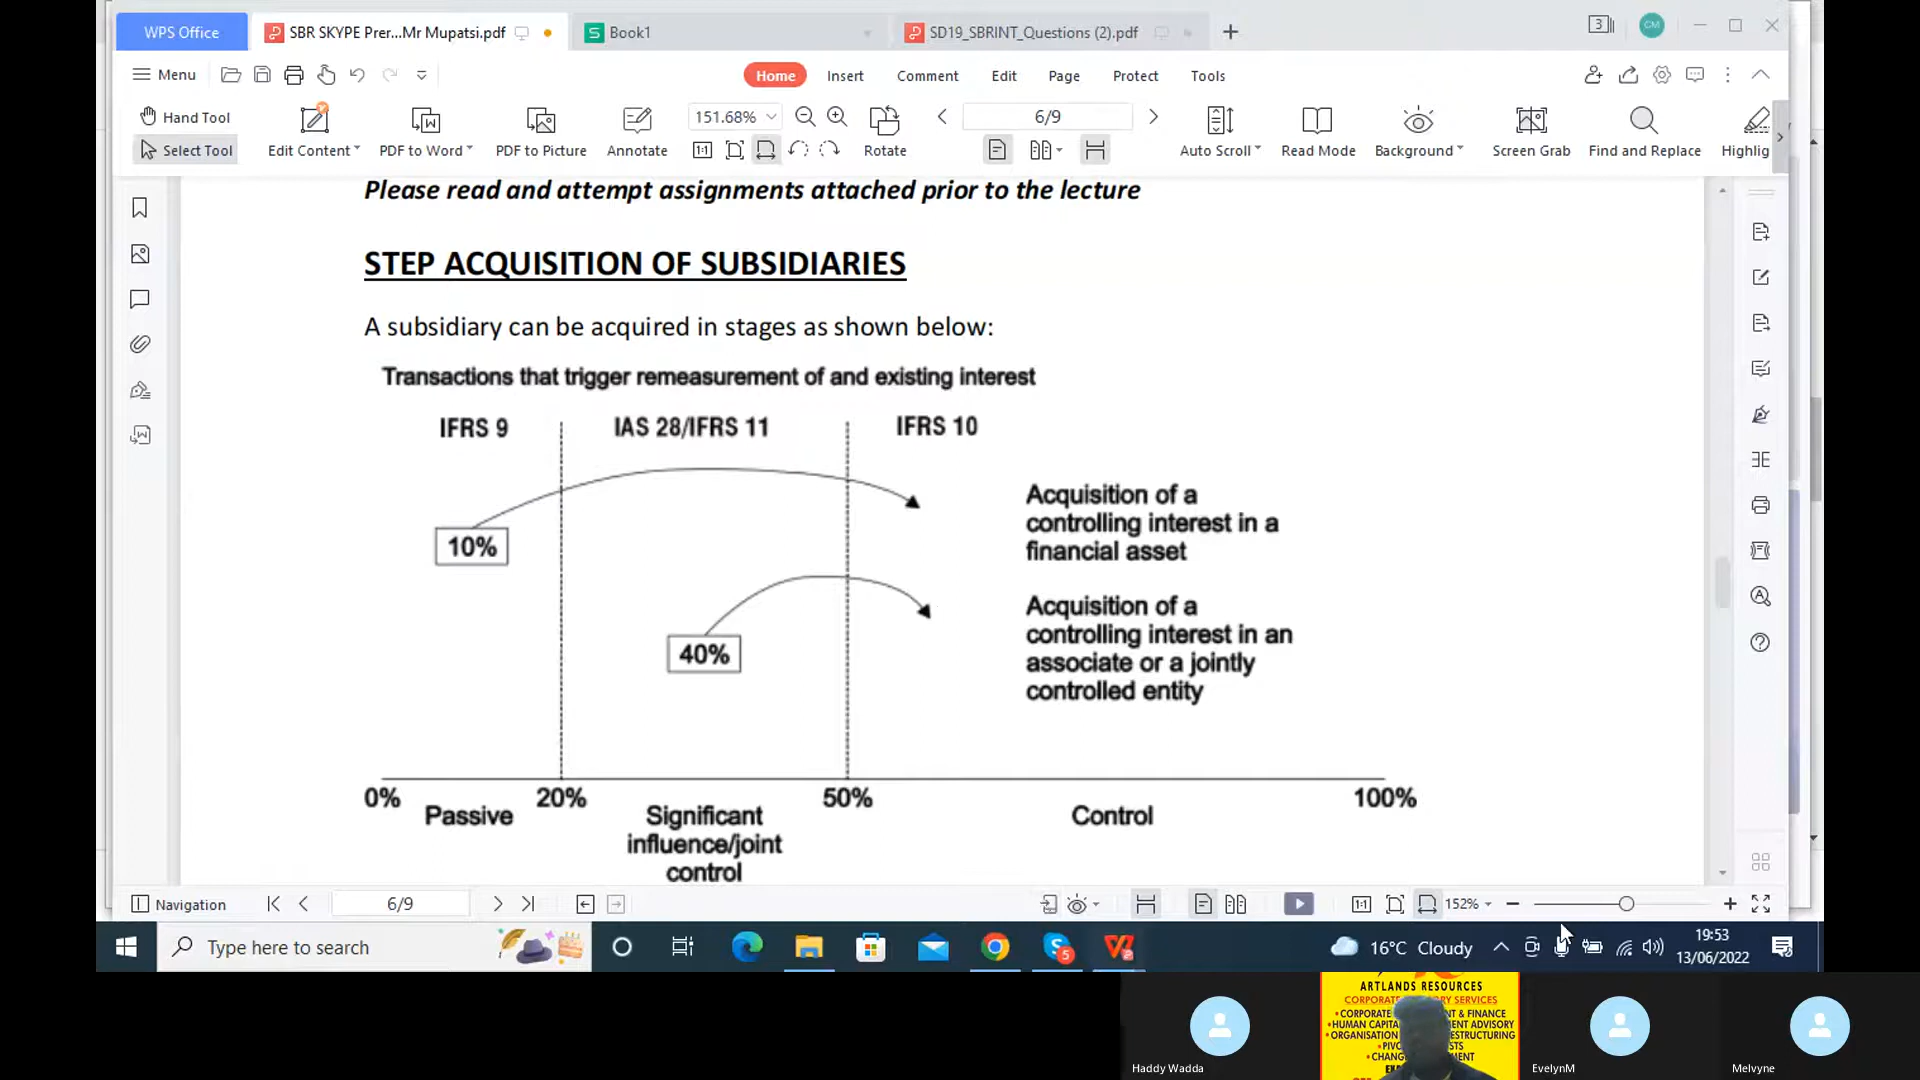 WPS Office
SBR SKYPE Prer...Mr Mupatsi.pdf
Book1
SD19_SBRINT_Questions (2).pdf
3
CM
Menu
Home
Insert
Comment
Edit
Page
Protect
Tools
Hand Tool
Select Tool
Edit Content
PDF to Word
PDF to Picture
Annotate
151.68%
6/9
Rotate
Auto Scroll
Read Mode
Background
Screen Grab
Find and Replace
Highlig
Please read and attempt assignments attached prior to the lecture
STEP ACQUISITION OF SUBSIDIARIES
A subsidiary can be acquired in stages as shown below:
Transactions that trigger remeasurement of and existing interest
IFRS 9
IAS 28/IFRS 11
IFRS 10
10%
Acquisition of a
controlling interest in a
financial asset
40%
Acquisition of a
controlling interest in an
associate or a jointly
controlled entity
0%
20%
50%
100%
Passive
Significant
influence/joint
control
Control
Navigation
6/9
152%
Type here to search
5
16°C Cloudy
19:53
13/06/2022
ARTLANDS RESOURCES
Haddy Wadda
EvelynM
Melvyne